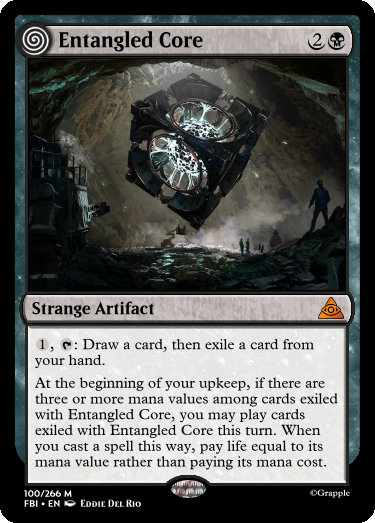 Entangled Core 2
Strange Artifact
1, : Draw a card, then exile a card from
your hand.
At the beginning of your upkeep, if there are
three or more mana values among cards exiled
with Entangled Core, you may play cards
exiled with Entangled Core this turn. When
you cast a spell this way, pay life equal to its
mana value rather than paying its mana cost.
100/266 M
FBI • EN Eddie Del Rio
©Grapple